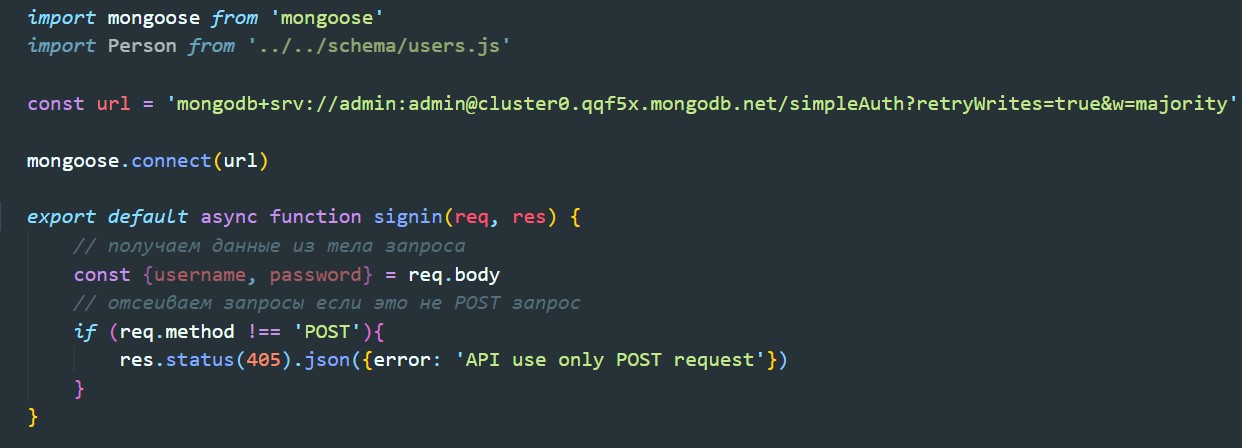 import mongoose from 'mongoose'
import Person from '../../schema/users.js'
const url = 'mongodb+srv://admin:admin@cluster0.qqf5x.mongodb.net/simpleAuth?retryWrites=true&w=majority'
mongoose.connect(url)
export default async function signin(req, res) {
// получаем данные из тела запроса
const {username, password} = req.body
// отсеиваем запросы если это не POST запрос
if (req.method !== 'POST'){
res.status(405).json({error: 'API use only POST request'})
}
}